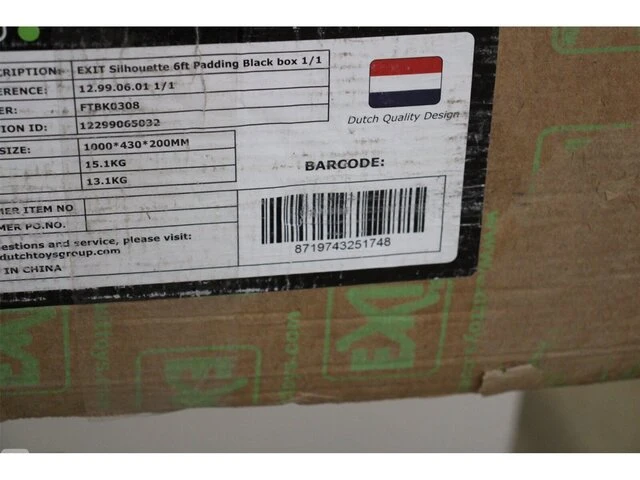 CRIPTION: EXIT Silhouette 6ft Padding Black box 1/1
ERENCE: 12.99.06.01 1/1
ER: FTBK0308
ION ID: 12299065032
SIZE: 1000*430*200MM
15.1KG
13.1KG
MER ITEM NO
MER PO.NO.
estions and service, please visit:
dutchtoysgroup.com
IN CHINA
Dutch Quality Design
BARCODE:
8719743251748